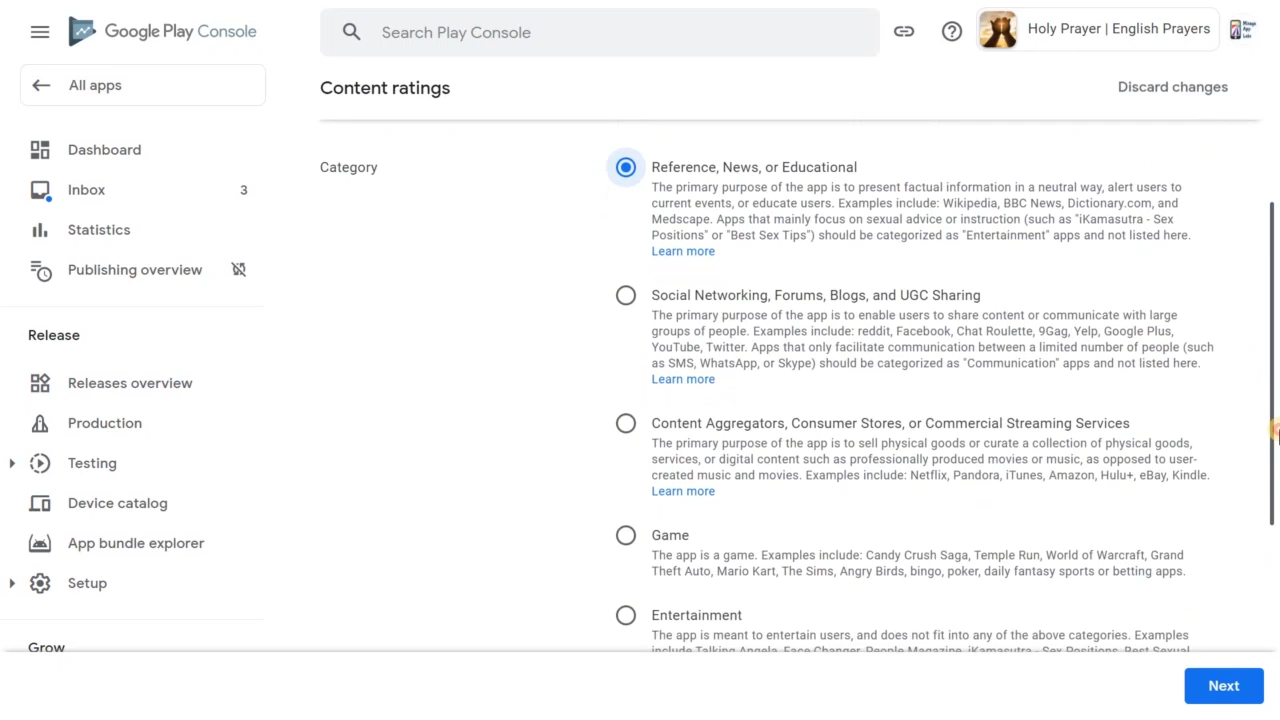 Google Play Console
Search Play Console
Holy Prayer | English Prayers
All apps
Content ratings
Discard changes
Dashboard
Inbox 3
Statistics
Publishing overview
Release
Releases overview
Production
Testing
Device catalog
App bundle explorer
Setup
Grow
Category
Reference, News, or Educational
The primary purpose of the app is to present factual information in a neutral way, alert users to
current events, or educate users. Examples include: Wikipedia, BBC News, Dictionary.com, and
Medscape. Apps that mainly focus on sexual advice or instruction (such as "iKamasutra - Sex
Positions" or "Best Sex Tips") should be categorized as "Entertainment" apps and not listed here.
Learn more
Social Networking, Forums, Blogs, and UGC Sharing
The primary purpose of the app is to enable users to share content or communicate with large
groups of people. Examples include: reddit, Facebook, Chat Roulette, 9Gag, Yelp, Google Plus,
YouTube, Twitter. Apps that only facilitate communication between a limited number of people (such
as SMS, WhatsApp, or Skype) should be categorized as "Communication" apps and not listed here.
Learn more
Content Aggregators, Consumer Stores, or Commercial Streaming Services
The primary purpose of the app is to sell physical goods or curate a collection of physical goods,
services, or digital content such as professionally produced movies or music, as opposed to user-
created music and movies. Examples include: Netflix, Pandora, iTunes, Amazon, Hulu+, eBay, Kindle.
Learn more
Game
The app is a game. Examples include: Candy Crush Saga, Temple Run, World of Warcraft, Grand
Theft Auto, Mario Kart, The Sims, Angry Birds, bingo, poker, daily fantasy sports or betting apps.
Entertainment
The app is meant to entertain users, and does not fit into any of the above categories. Examples
include Talking Angela, Face Changer, People Magazine, iKamasutra - Sex Positions, Best Sexual
Next